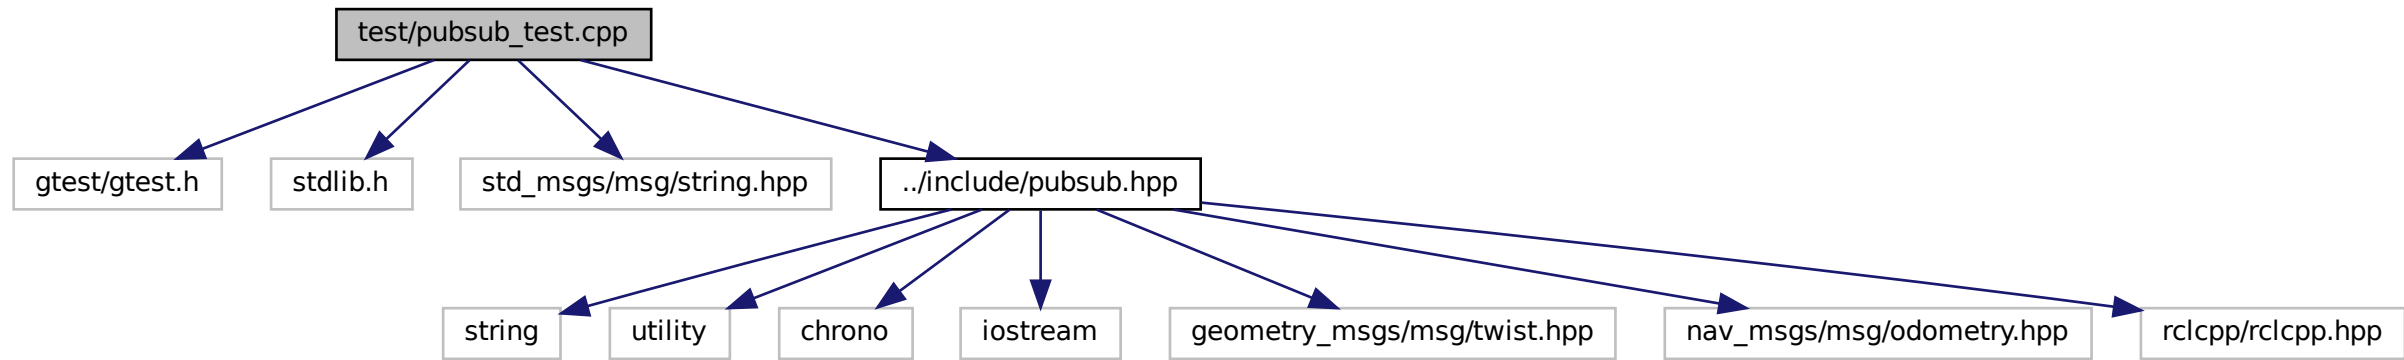 test/pubsub_test.cpp
gtest/gtest.h
stdlib.h
std_msgs/msg/string.hpp
../include/pubsub.hpp
string
utility
chrono
iostream
geometry_msgs/msg/twist.hpp
nav_msgs/msg/odometry.hpp
rclcpp/rclcpp.hpp